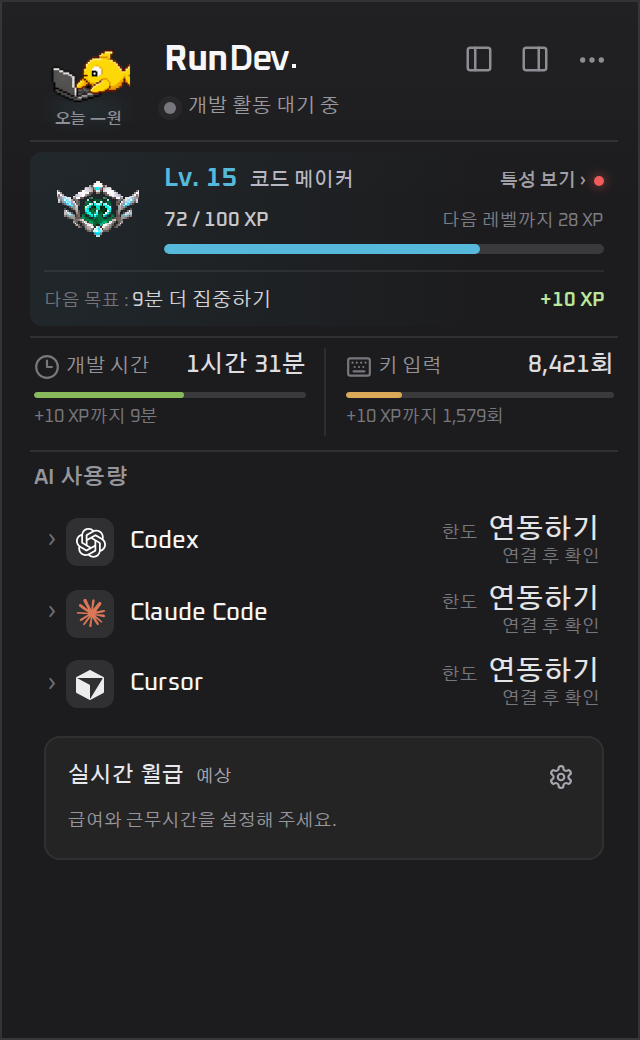 RunDev.
개발 활동 대기 중
오늘 —원
Lv. 15 코드 메이커 특성 보기 ›
72 / 100 XP 다음 레벨까지 28 XP
다음 목표 : 9분 더 집중하기 +10 XP
개발 시간 1시간 31분
+10 XP까지 9분
키 입력 8,421회
+10 XP까지 1,579회
AI 사용량
› Codex 한도 연동하기
연결 후 확인
› Claude Code 한도 연동하기
연결 후 확인
› Cursor 한도 연동하기
연결 후 확인
실시간 월급 예상
급여와 근무시간을 설정해 주세요.